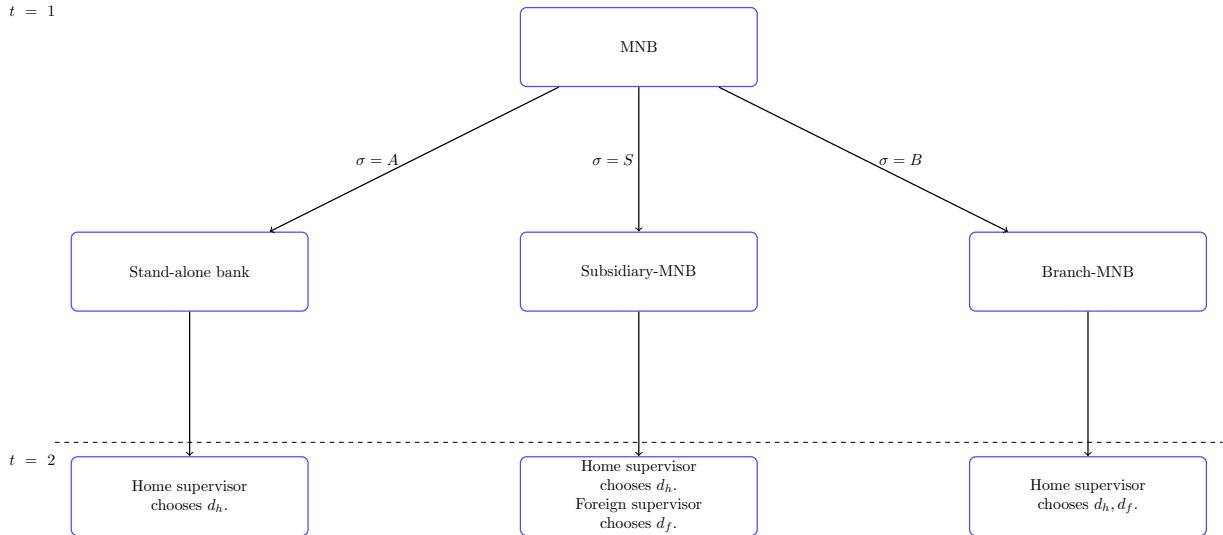 t = 1
MNB
σ = A
σ = S
σ = B
Stand-alone bank
Subsidiary-MNB
Branch-MNB
t = 2
Home supervisor
chooses d_h.
Home supervisor
chooses d_h.
Foreign supervisor
chooses d_f.
Home supervisor
chooses d_h, d_f.